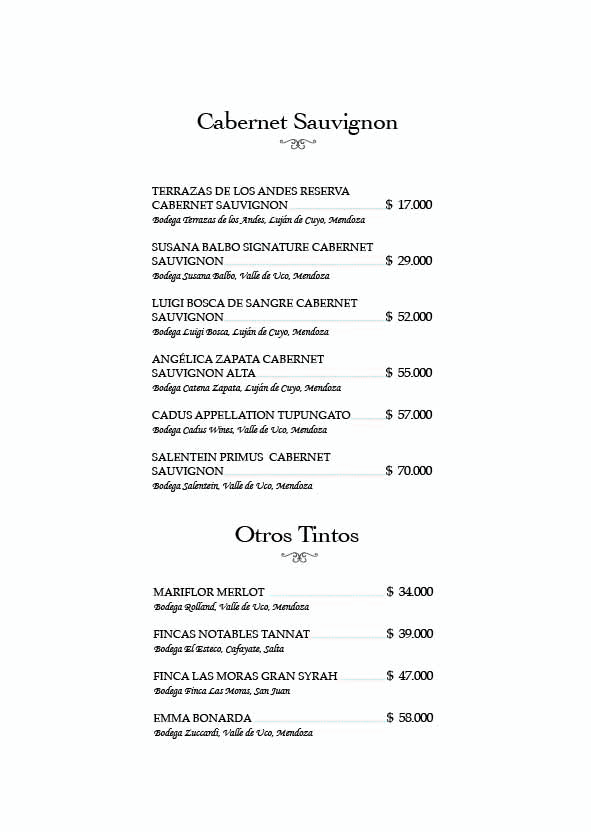 Cabernet Sauvignon
TERRAZAS DE LOS ANDES RESERVA
CABERNET SAUVIGNON $ 17.000
Bodega Terrazas de los Andes, Luján de Cuyo, Mendoza
SUSANA BALBO SIGNATURE CABERNET
SAUVIGNON $ 29.000
Bodega Susana Balbo, Valle de Uco, Mendoza
LUIGI BOSCA DE SANGRE CABERNET
SAUVIGNON $ 52.000
Bodega Luigi Bosca, Luján de Cuyo, Mendoza
ANGÉLICA ZAPATA CABERNET
SAUVIGNON ALTA $ 55.000
Bodega Catena Zapata, Luján de Cuyo, Mendoza
CADUS APPELLATION TUPUNGATO $ 57.000
Bodega Cadus Wines, Valle de Uco, Mendoza
SALENTEIN PRIMUS CABERNET
SAUVIGNON $ 70.000
Bodega Salentein, Valle de Uco, Mendoza
Otros Tintos
MARIFLOR MERLOT $ 34.000
Bodega Rolland, Valle de Uco, Mendoza
FINCAS NOTABLES TANNAT $ 39.000
Bodega El Esteco, Cafayate, Salta
FINCA LAS MORAS GRAN SYRAH $ 47.000
Bodega Finca Las Moras, San Juan
EMMA BONARDA $ 58.000
Bodega Zuccardi, Valle de Uco, Mendoza